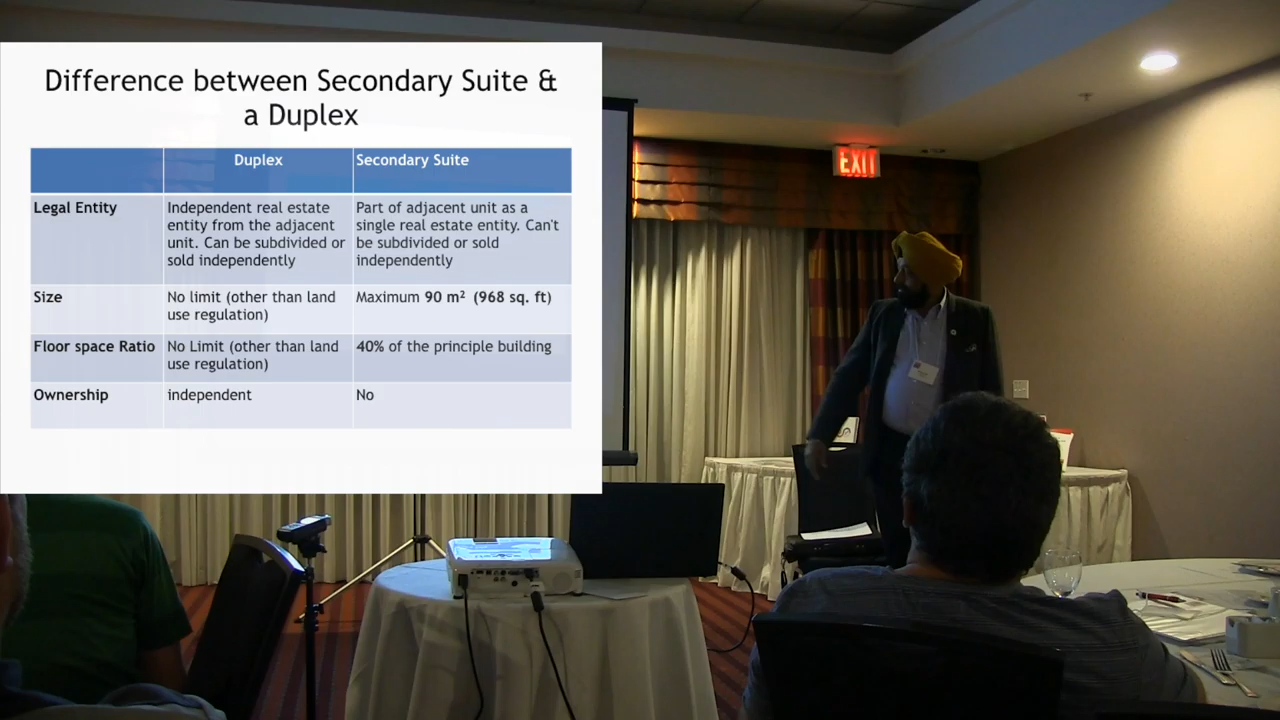 Difference between Secondary Suite &
a Duplex
Duplex
Secondary Suite
Legal Entity
Independent real estate
entity from the adjacent
unit. Can be subdivided or
sold independently
Part of adjacent unit as a
single real estate entity. Can't
be subdivided or sold
independently
Size
No limit (other than land
use regulation)
Maximum 90 m² (968 sq. ft)
Floor space Ratio
No Limit (other than land
use regulation)
40% of the principle building
Ownership
independent
No
EXIT